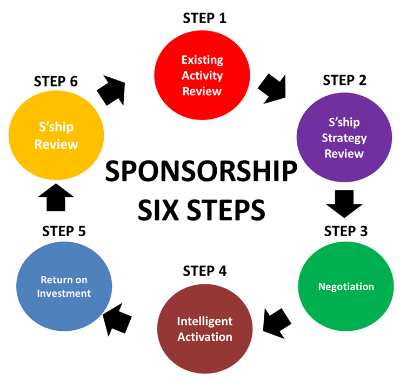 STEP 1
Existing
Activity
Review
STEP 2
S'ship
Strategy
Review
STEP 3
Negotiation
STEP 4
Intelligent
Activation
STEP 5
Return on
Investment
STEP 6
S'ship
Review
SPONSORSHIP
SIX STEPS